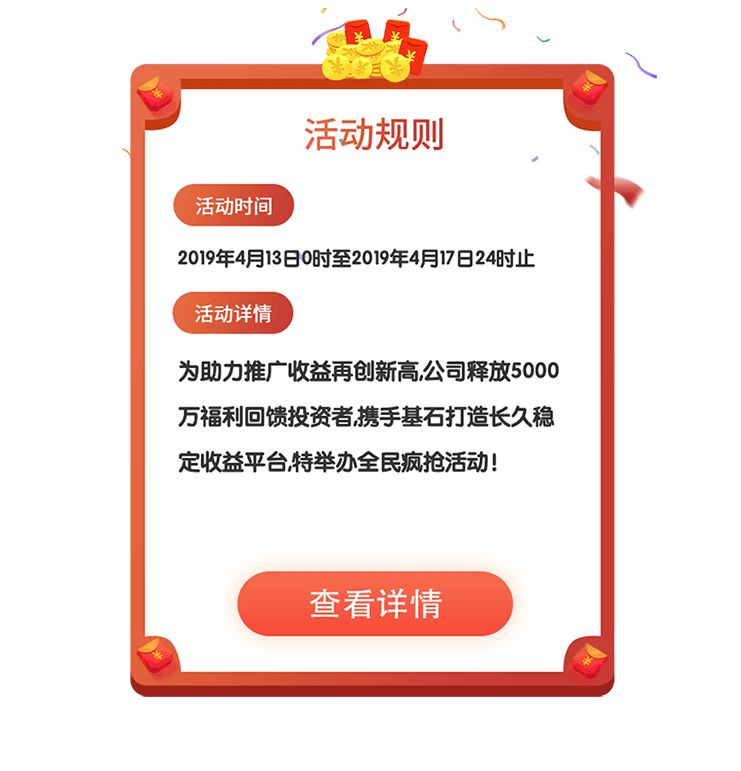 活动规则
活动时间
2019年4月13日0时至2019年4月17日24时止
活动详情
为助力推广收益再创新高,公司释放5000
万福利回馈投资者,携手基石打造长久稳
定收益平台,特举办全民疯抢活动!
查看详情